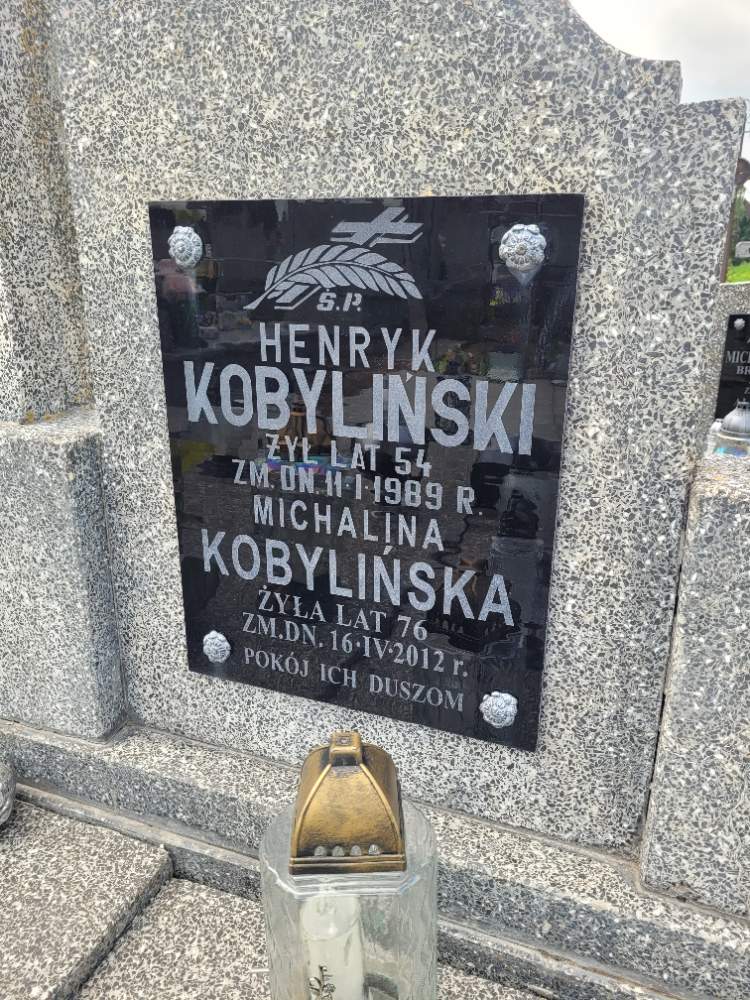 Ś.P.
HENRYK
KOBYLIŃSKI
ŻYŁ LAT 54
ZM. DN. 11·I·1989 R.
MICHALINA
KOBYLIŃSKA
ŻYŁA LAT 76
ZM.DN. 16·IV·2012 r.
POKÓJ ICH DUSZOM